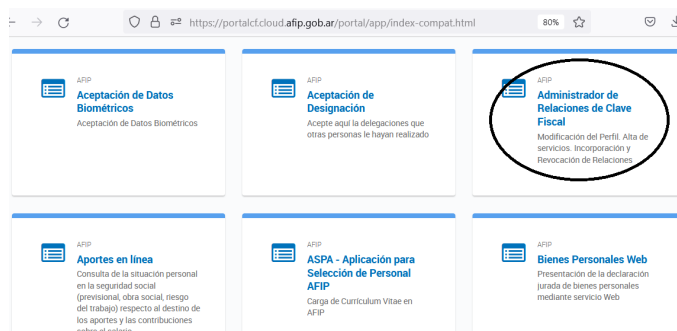 https://portalcf.cloud.afip.gob.ar/portal/app/index-compat.html
80%
AFIP
Aceptación de Datos
Biométricos
Aceptación de Datos Biométricos
AFIP
Aceptación de
Designación
Acepte aquí la delegaciones que
otras personas le hayan realizado
AFIP
Administrador de
Relaciones de Clave
Fiscal
Modificación del Perfil. Alta de
servicios. Incorporación y
Revocación de Relaciones
AFIP
Aportes en línea
Consulta de la situación personal
en la seguridad social
(previsional, obra social, riesgo
del trabajo) respecto al destino de
los aportes y las contribuciones
sobre el salario
AFIP
ASPA - Aplicación para
Selección de Personal
AFIP
Carga de Currículum Vitae en
AFIP
AFIP
Bienes Personales Web
Presentación de la declaración
jurada de bienes personales
mediante servicio Web